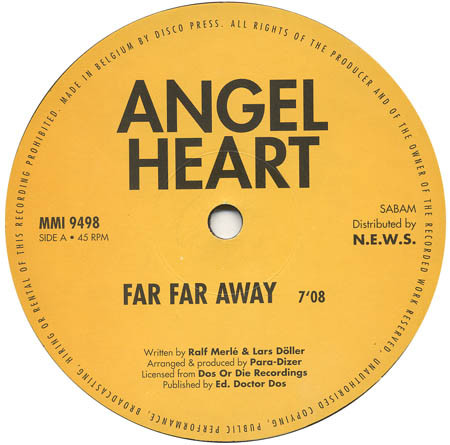 MADE IN BELGIUM BY DISCO PRESS. ALL RIGHTS OF THE PRODUCER AND OF THE OWNER OF THE RECORDED WORK RESERVED. UNAUTHORISED COPYING, PUBLIC PERFORMANCE, BROADCASTING, HIRING OR RENTAL OF THIS RECORDING PROHIBITED.
ANGEL
HEART
MMI 9498
SIDE A • 45 RPM
SABAM
Distributed by
N.E.W.S.
FAR FAR AWAY 7'08
Written by Ralf Merlé & Lars Döller
Arranged & produced by Para-Dizer
Licensed from Dos Or Die Recordings
Published by Ed. Doctor Dos